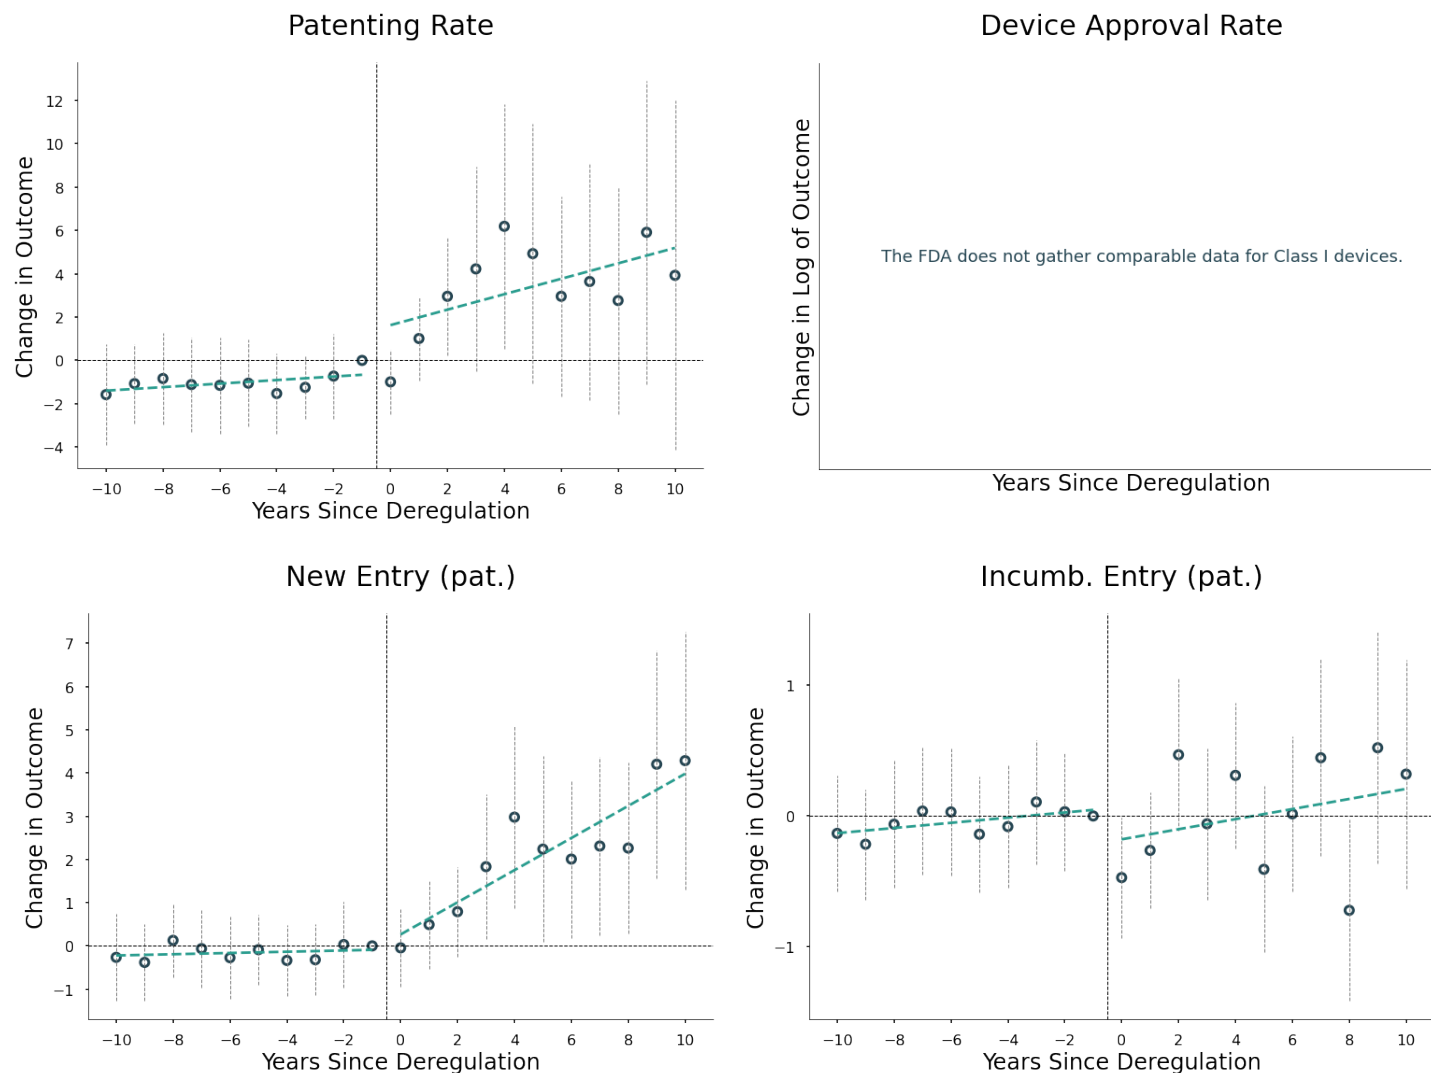 Patenting Rate
Change in Outcome
12
10
8
6
4
2
0
−2
−4
−10 −8 −6 −4 −2 0 2 4 6 8 10
Years Since Deregulation
Device Approval Rate
Change in Log of Outcome
The FDA does not gather comparable data for Class I devices.
Years Since Deregulation
New Entry (pat.)
Change in Outcome
7
6
5
4
3
2
1
0
−1
−10 −8 −6 −4 −2 0 2 4 6 8 10
Years Since Deregulation
Incumb. Entry (pat.)
Change in Outcome
1
0
−1
−10 −8 −6 −4 −2 0 2 4 6 8 10
Years Since Deregulation